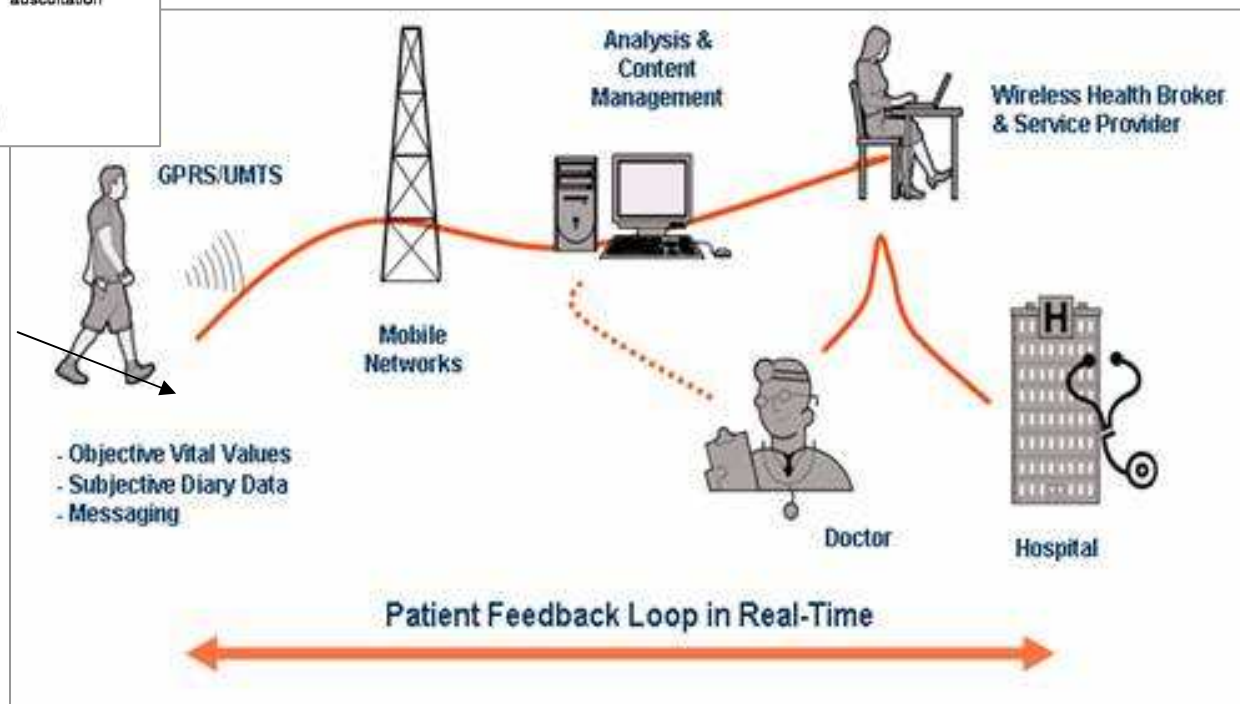 auscultation
Analysis &
Content
Management
Wireless Health Broker
& Service Provider
GPRS/UMTS
H
Mobile
Networks
- Objective Vital Values
- Subjective Diary Data
- Messaging
Doctor
Hospital
Patient Feedback Loop in Real-Time